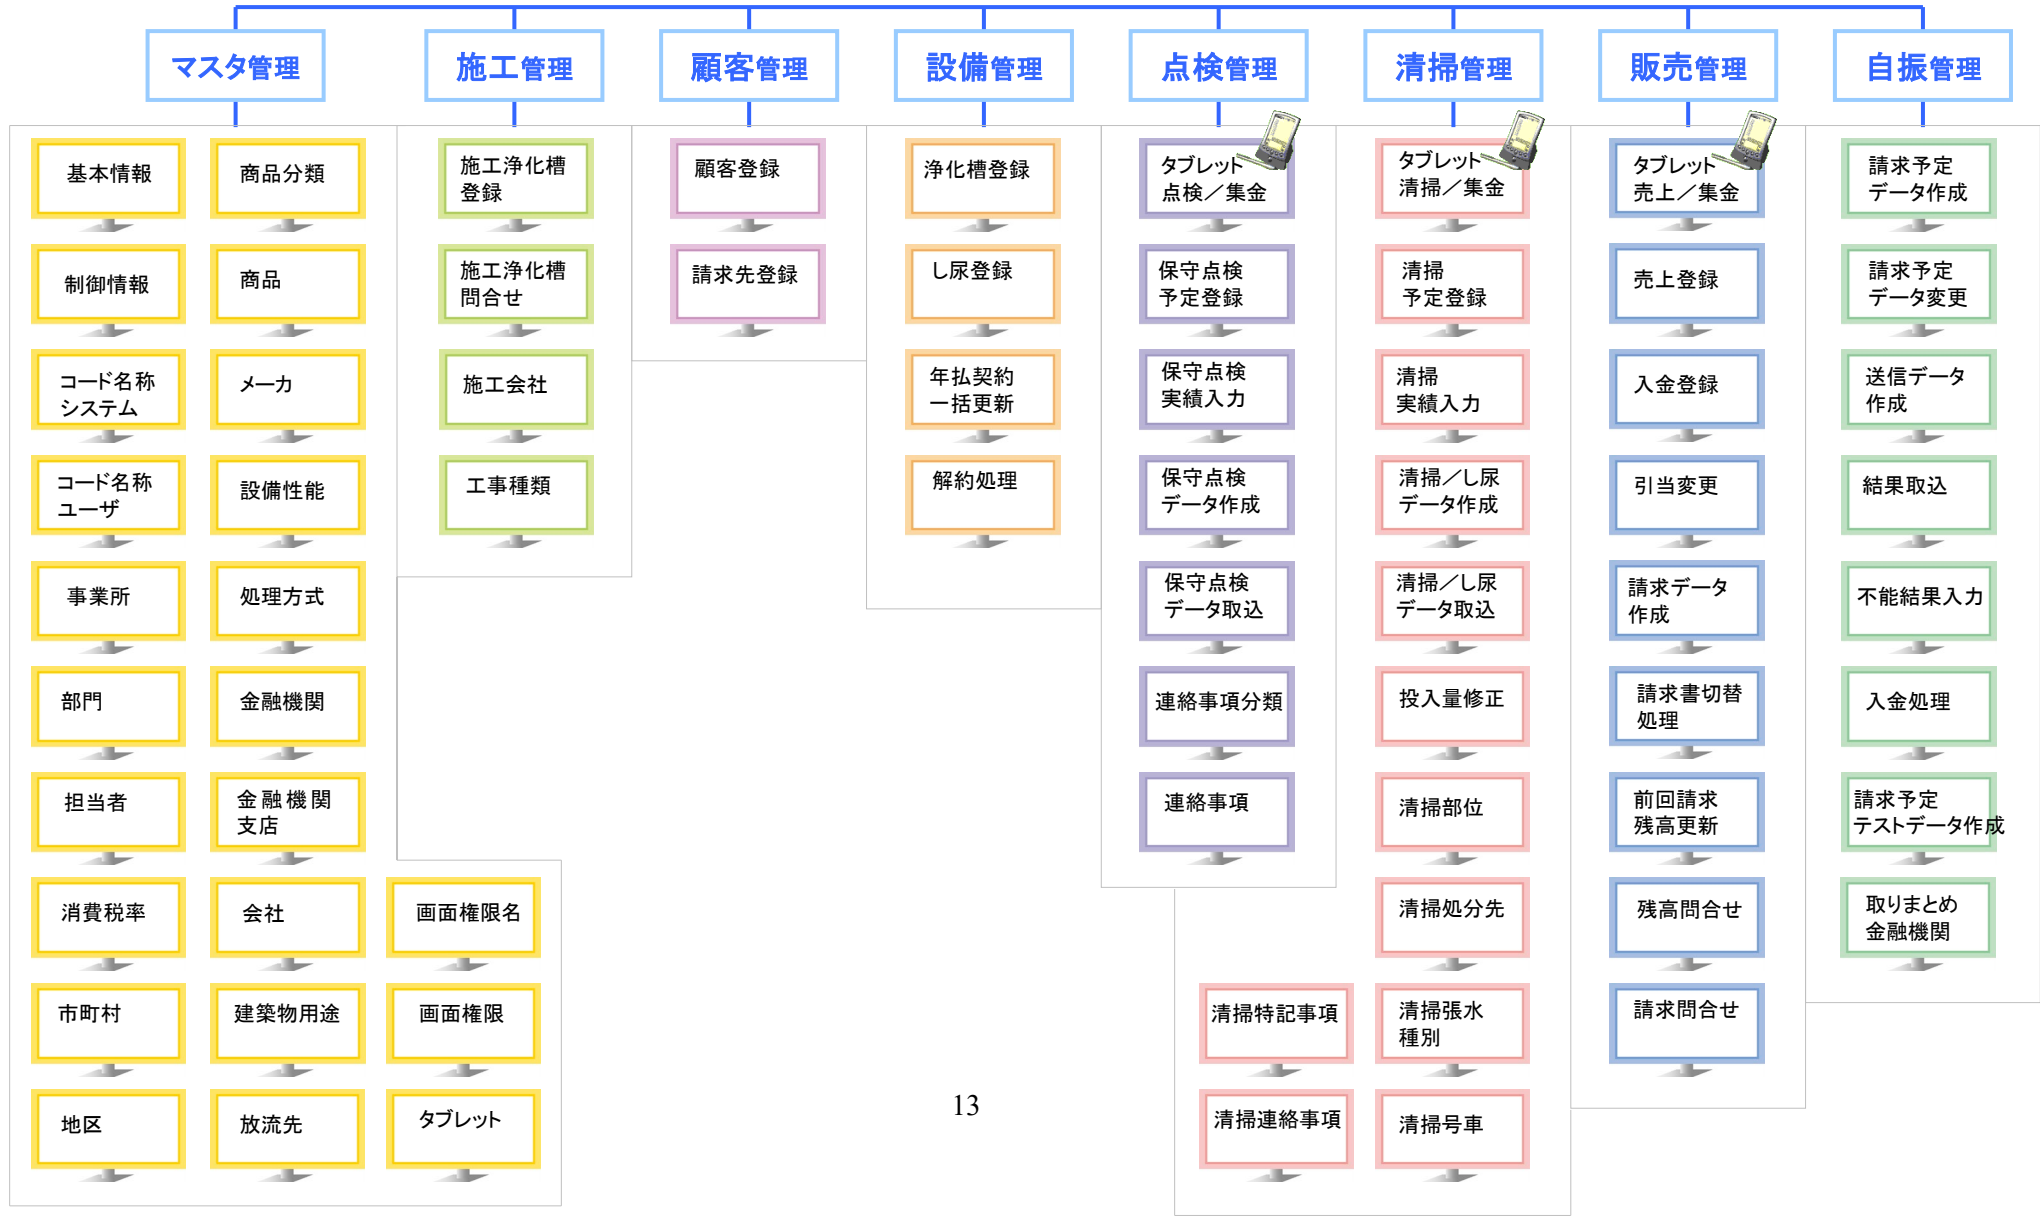 マスタ管理
施工管理
顧客管理
設備管理
点検管理
清掃管理
販売管理
自振管理
基本情報
制御情報
コード名称
システム
コード名称
ユーザ
事業所
部門
担当者
消費税率
市町村
地区
商品分類
商品
メーカ
設備性能
処理方式
金融機関
金融機関
支店
会社
建築物用途
放流先
画面権限名
画面権限
タブレット
施工浄化槽
登録
施工浄化槽
問合せ
施工会社
工事種類
顧客登録
請求先登録
浄化槽登録
し尿登録
年払契約
一括更新
解約処理
タブレット
点検／集金
保守点検
予定登録
保守点検
実績入力
保守点検
データ作成
保守点検
データ取込
連絡事項分類
連絡事項
タブレット
清掃／集金
清掃
予定登録
清掃
実績入力
清掃／し尿
データ作成
清掃／し尿
データ取込
投入量修正
清掃部位
清掃処分先
清掃特記事項
清掃張水
種別
清掃連絡事項
清掃号車
タブレット
売上／集金
売上登録
入金登録
引当変更
請求データ
作成
請求書切替
処理
前回請求
残高更新
残高問合せ
請求問合せ
請求予定
データ作成
請求予定
データ変更
送信データ
作成
結果取込
不能結果入力
入金処理
請求予定
テストデータ作成
取りまとめ
金融機関
13